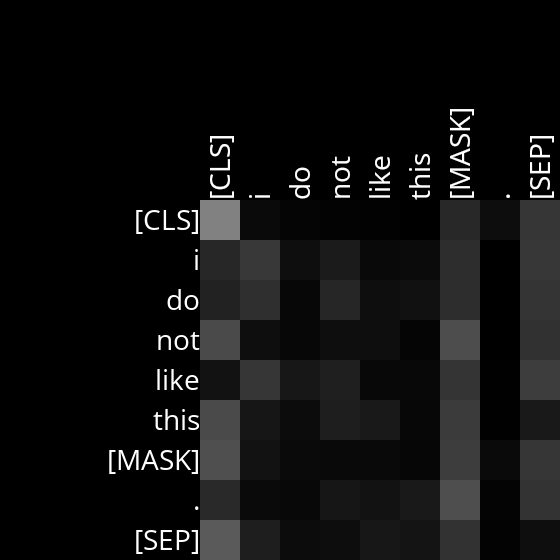 [CLS] i do not like this [MASK] . [SEP]
[CLS]
i
do
not
like
this
[MASK]
.
[SEP]